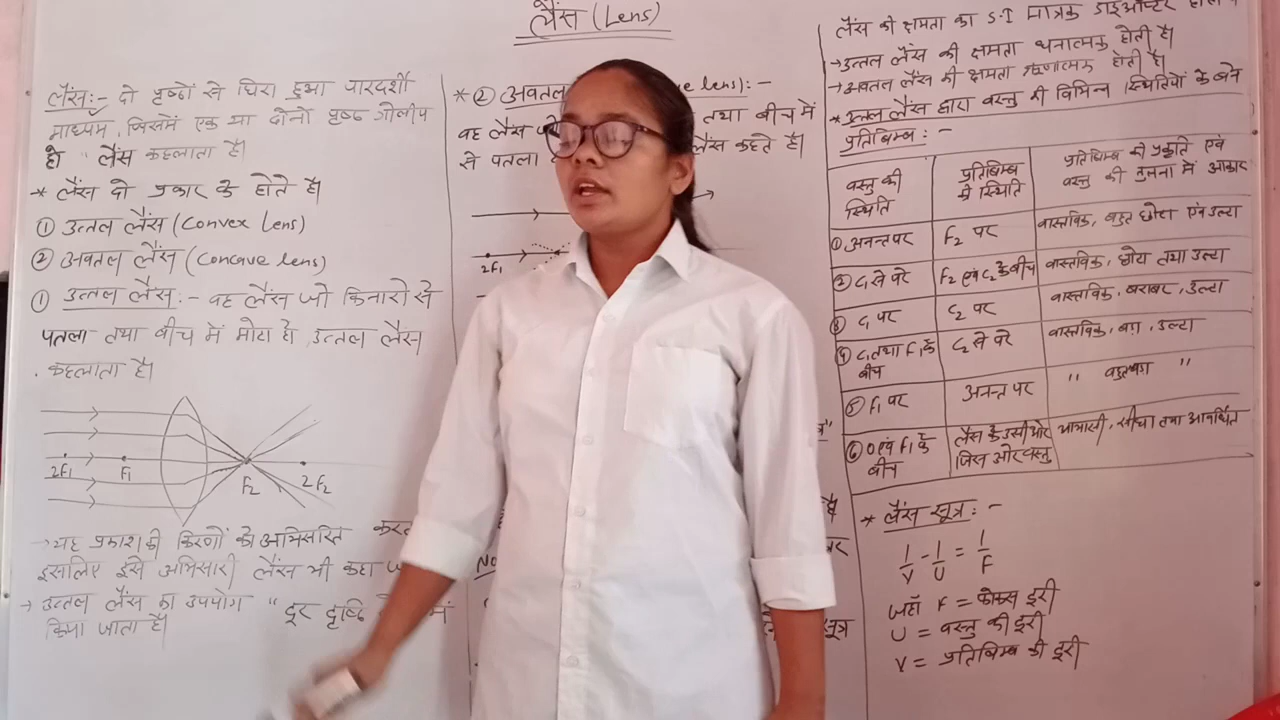 लैंस (Lens)
लैंस:- दो पृष्ठों से घिरा हुआ पारदर्शी
माध्यम, जिसमें एक या दोनों पृष्ठ गोलीय
हो " लैंस कहलाता है।
* लैंस दो प्रकार के होते है।
① उत्तल लैंस (Convex Lens)
② अवतल लैंस (Concave Lens)
① उत्तल लैंस:- वह लैंस जो किनारो से
पतला तथा बीच में मोटा हो उत्तल लैंस
कहलाता है।
2F₁ F₁ F₂ 2F₂
→ यह प्रकाश की किरणों को अभिसरित
इसलिए इसे अभिसारी लैंस भी कहा
→ उत्तल लैंस का उपयोग " दूर दृष्टि
किया जाता है।
* ② अवतल lens):-
वह लैंस तथा बीच में
से पतला लैंस कहते है।
2F₁
लैंस की क्षमता का S.I मात्रक डाइऑप्टर
→ उत्तल लैंस की क्षमता धनात्मक होती है।
→ अवतल लैंस की क्षमता ऋणात्मक होती है।
* उत्तल लैंस द्वारा वस्तु की विभिन्न स्थितियों के बने
प्रतिबिम्ब:-
वस्तु की स्थिति प्रतिबिम्ब की स्थिति प्रतिबिम्ब की प्रकृति एवं वस्तु की तुलना में आकार
① अनन्त पर F₂ पर वास्तविक, बहुत छोटा एवं उल्टा
② C₁ से परे F₂ एवं C₂ के बीच वास्तविक, छोटा तथा उल्टा
③ C₁ पर C₂ पर वास्तविक, बराबर, उल्टा
④ C₁ तथा F₁ के बीच C₂ से परे वास्तविक, बड़ा, उल्टा
⑤ F₁ पर अनन्त पर " बहुत बड़ा "
⑥ O एवं F₁ के बीच लैंस के उसी ओर जिस ओर वस्तु आभासी, सीधा तथा आवर्धित
* लैंस सूत्र:-
1/V - 1/U = 1/F
जहाँ F = फोकस दूरी
U = वस्तु की दूरी
V = प्रतिबिम्ब की दूरी